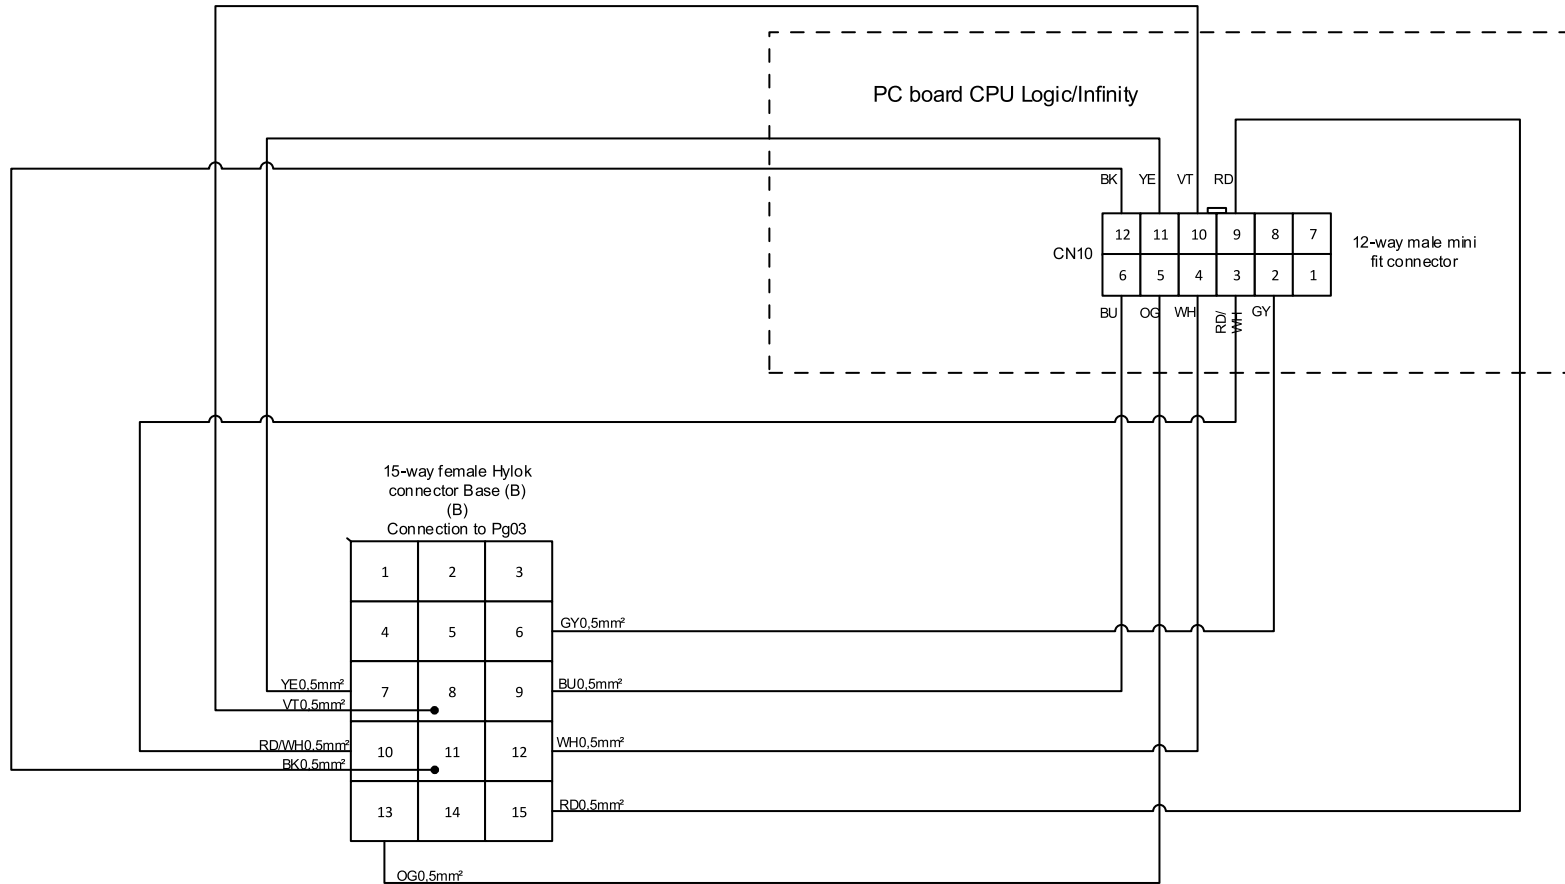 PC board CPU Logic/Infinity
BK YE VT RD
12 11 10 9 8 7
CN10
6 5 4 3 2 1
12-way male mini
fit connector
BU OG WH RD/ WH GY
15-way female Hylok
connector Base (B)
(B)
Connection to Pg03
1 2 3
4 5 6
GY0,5mm²
YE0,5mm²
7 8 9
BU0,5mm²
VT0,5mm²
RD/WH0,5mm²
10 11 12
WH0,5mm²
BK0,5mm²
13 14 15
RD0,5mm²
OG0,5mm²